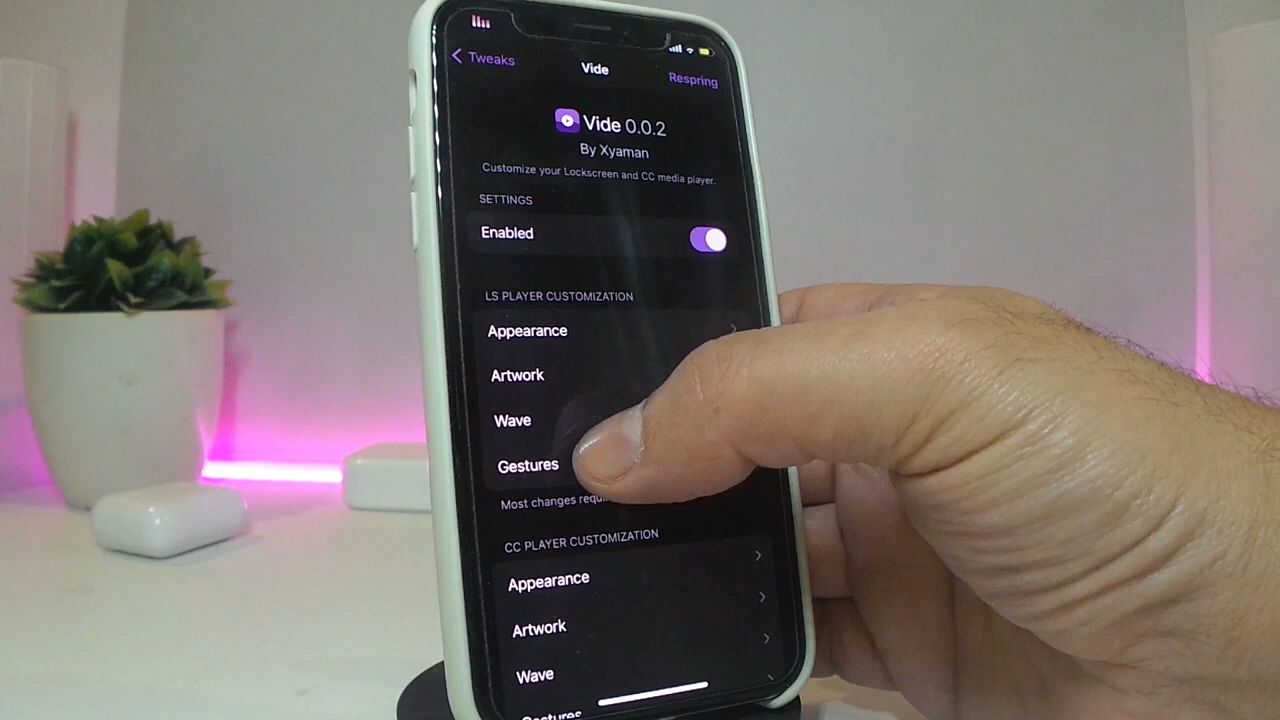 Tweaks
Vide
Respring
Vide 0.0.2
By Xyaman
Customize your Lockscreen and CC media player.
SETTINGS
Enabled
LS PLAYER CUSTOMIZATION
Appearance
Artwork
Wave
Gestures
Most changes
CC PLAYER CUSTOMIZATION
Appearance
Artwork
Wave
Gestures